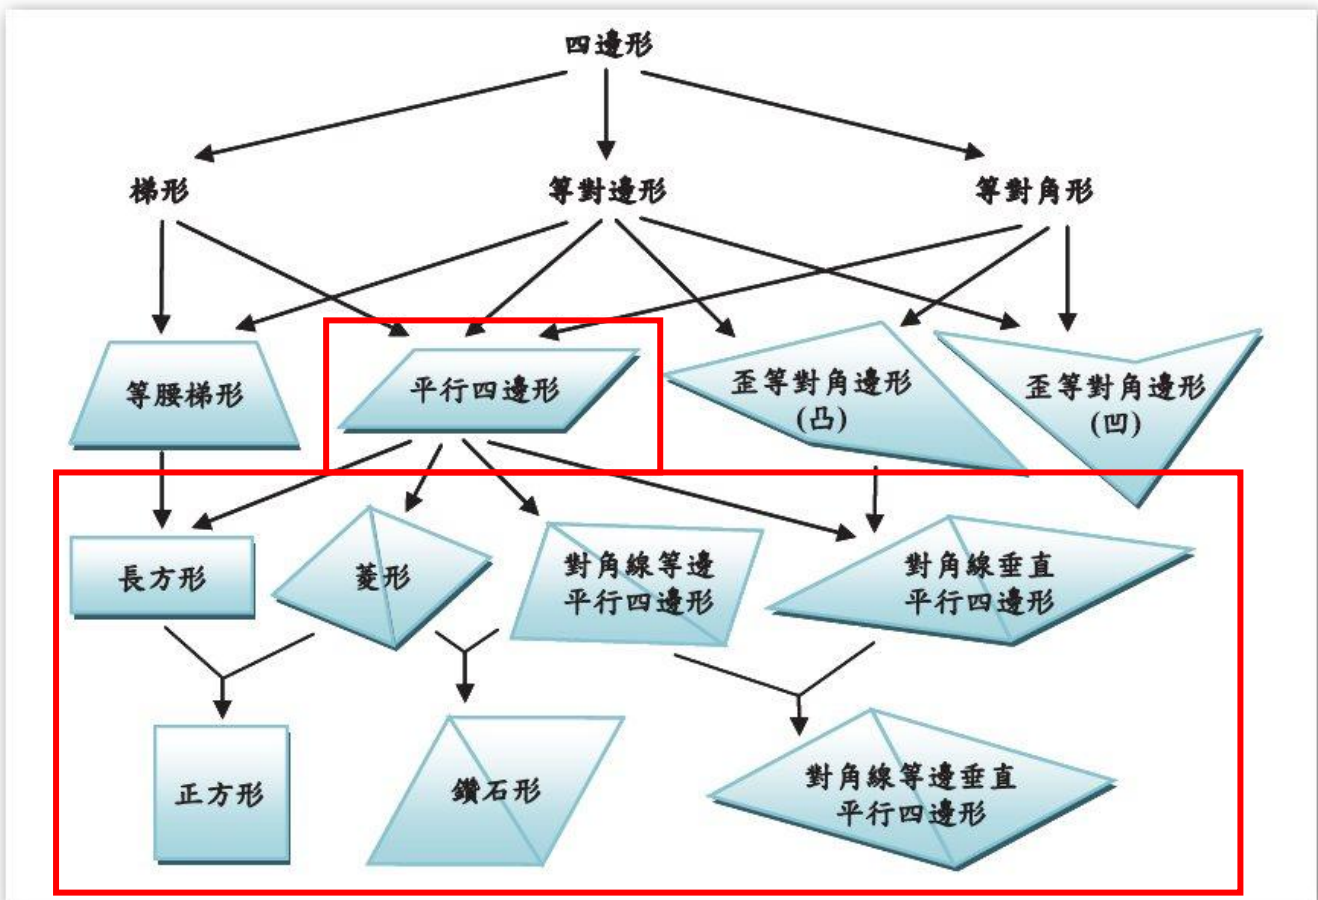 四邊形
梯形
等對邊形
等對角形
等腰梯形
平行四邊形
歪等對角邊形
(凸)
歪等對角邊形
(凹)
長方形
菱形
對角線等邊
平行四邊形
對角線垂直
平行四邊形
正方形
鑽石形
對角線等邊垂直
平行四邊形